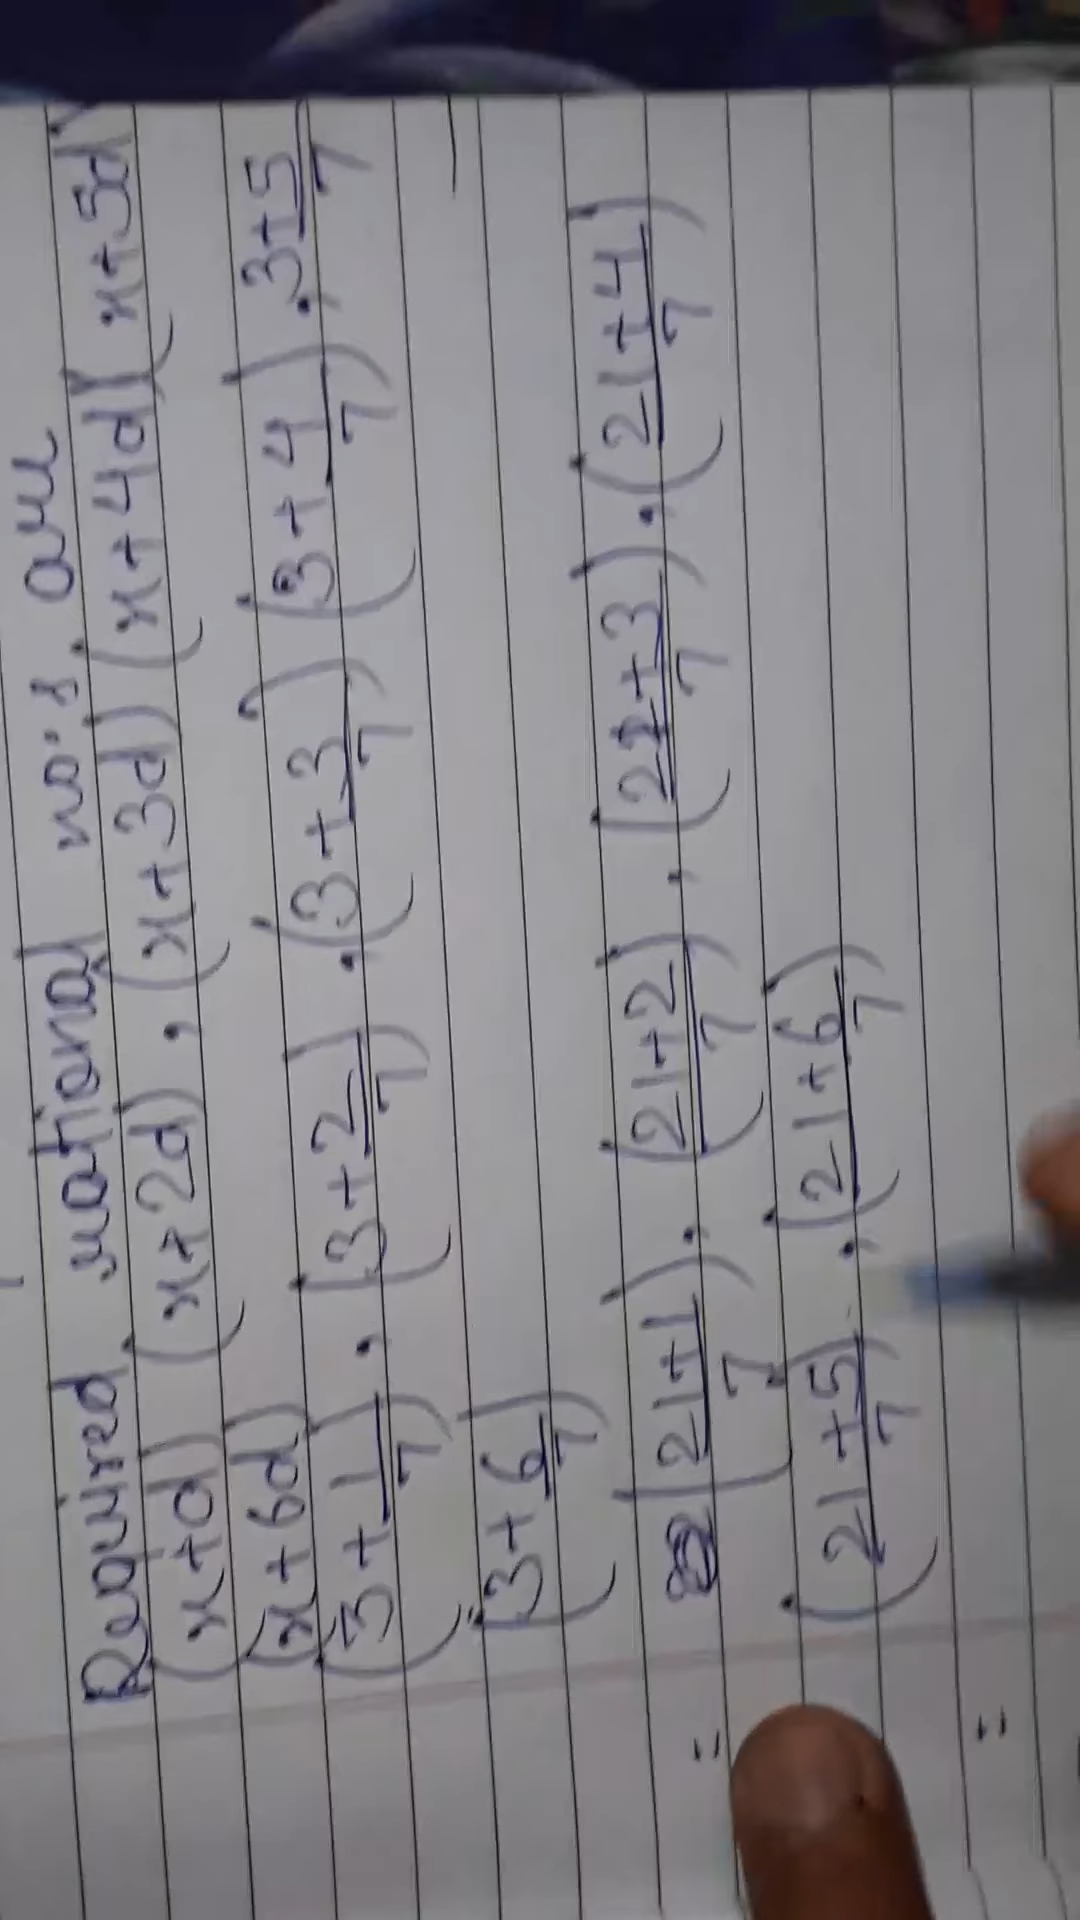 Required rational no.s. are
(x+d) (x+2d), (x+3d) (x+4d) (x+5d)
(x+6d)
(3+1/7), (3+2/7), (3+3/7) (3+4/7), 3+5/7
(3+6/7)
= (21+1/7), (21+2/7), (21+3/7), (21+4/7)
(21+5/7), (21+6/7)
=